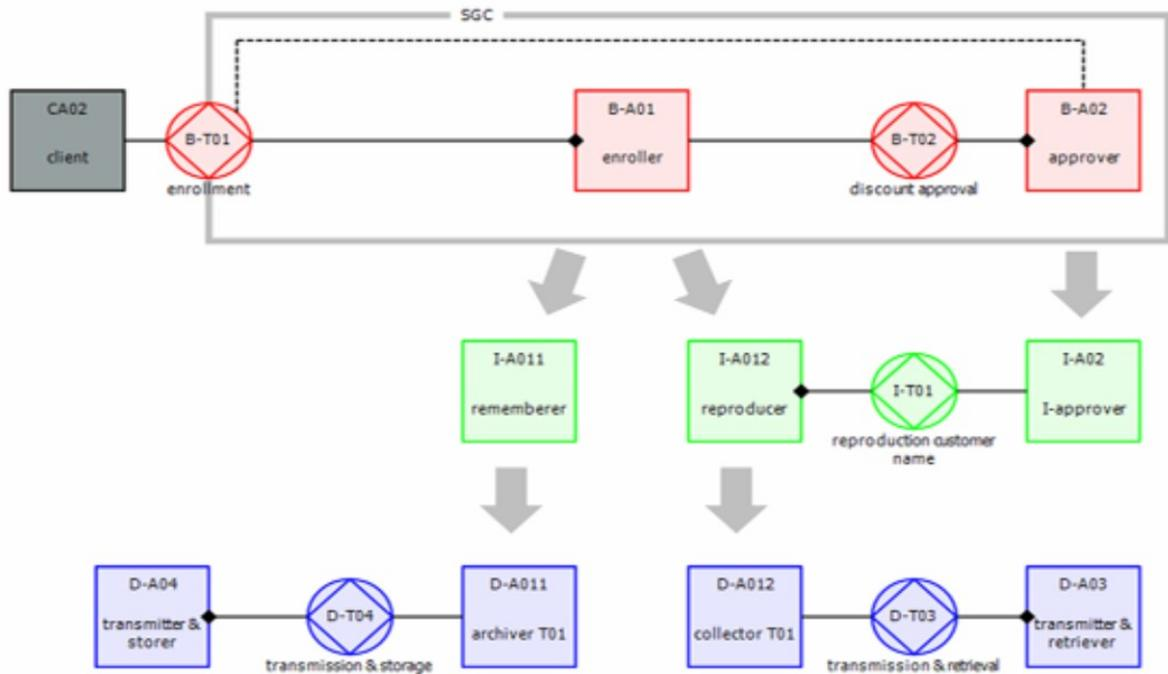 SGC
CA02
client
B-T01
enrollment
B-A01
enroller
B-T02
discount approval
B-A02
approver
I-A011
rememberer
I-A012
reproducer
I-T01
reproduction customer
name
I-A02
I-approver
D-A04
transmitter &
storer
D-T04
transmission & storage
D-A011
archiver T01
D-A012
collector T01
D-T03
transmission & retrieval
D-A03
transmitter &
retriever